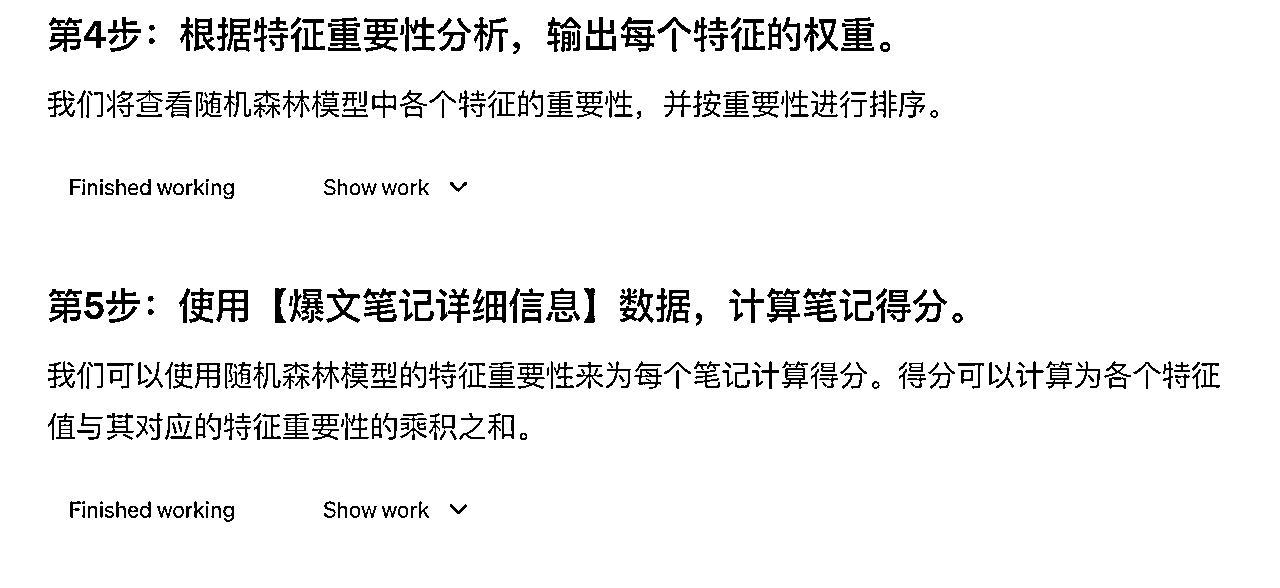 第4步：根据特征重要性分析，输出每个特征的权重。
我们将查看随机森林模型中各个特征的重要性，并按重要性进行排序。
Finished working Show work
第5步：使用【爆文笔记详细信息】数据，计算笔记得分。
我们可以使用随机森林模型的特征重要性来为每个笔记计算得分。得分可以计算为各个特征
值与其对应的特征重要性的乘积之和。
Finished working Show work